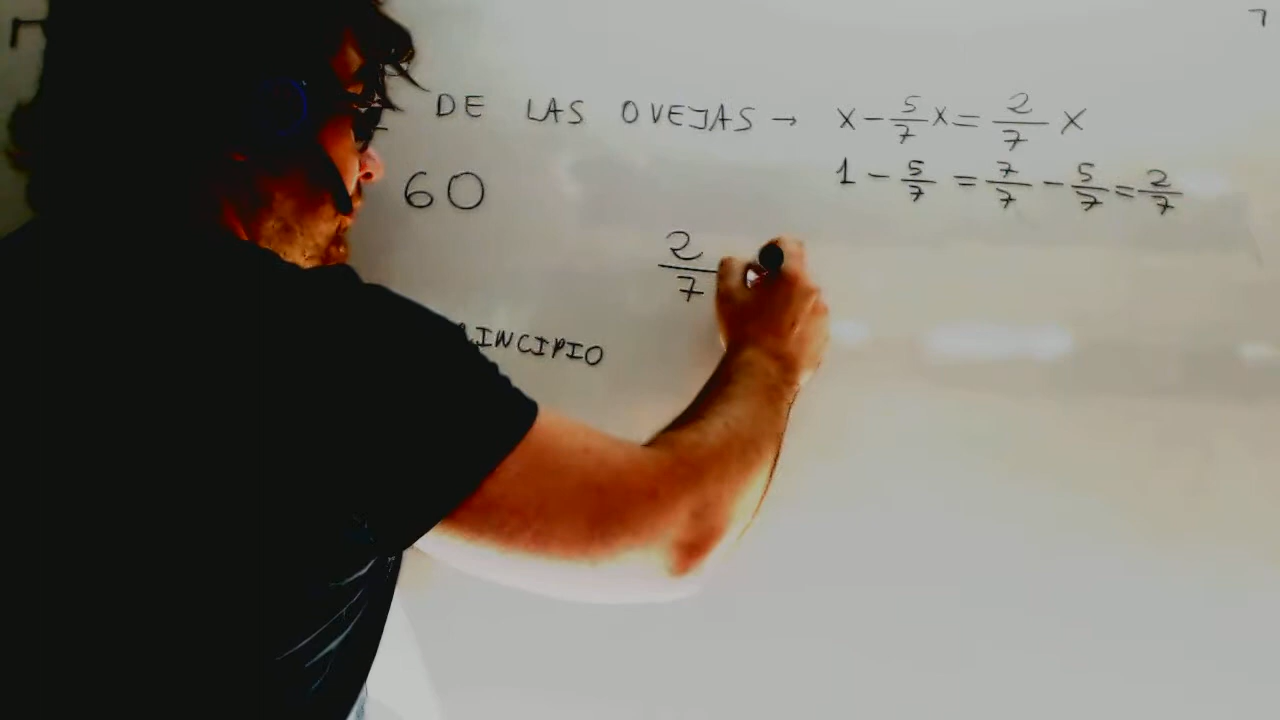 DE LAS OVEJAS → x - 5/7 x = 2/7 x
1 - 5/7 = 7/7 - 5/7 = 2/7
60
2/7
RINCIPIO